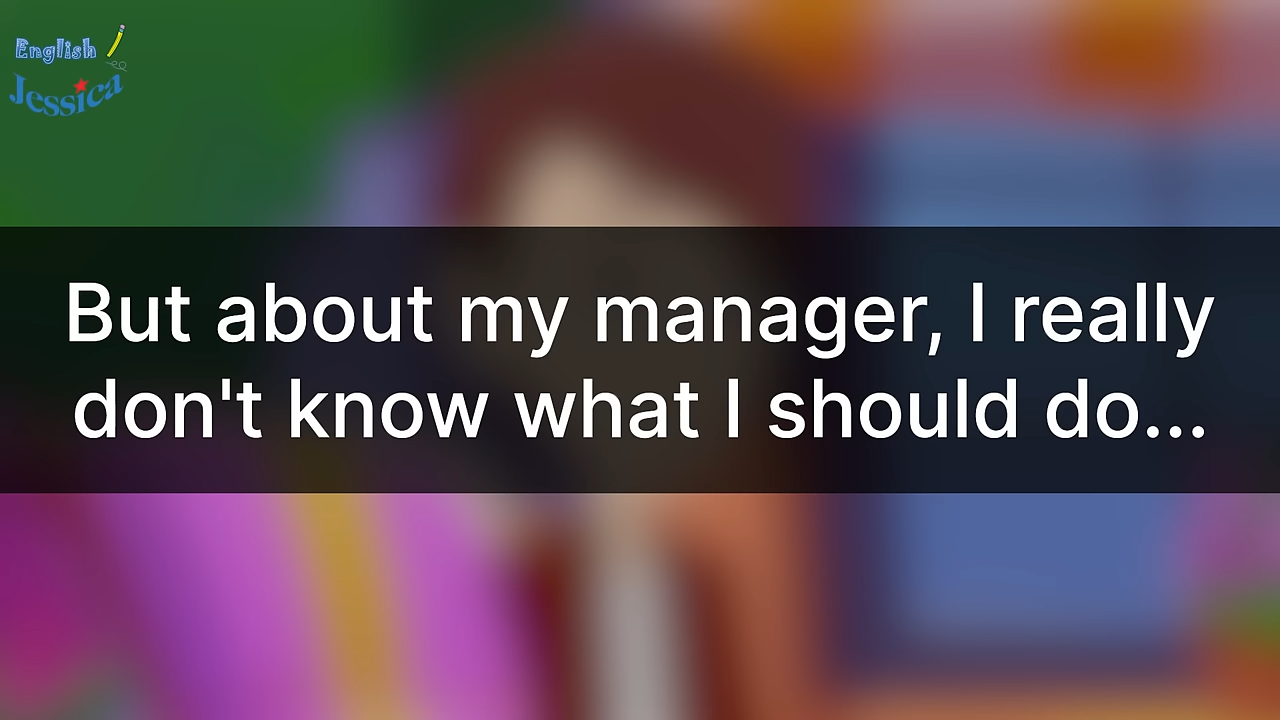 English
Jessica
But about my manager, I really
don't know what I should do...